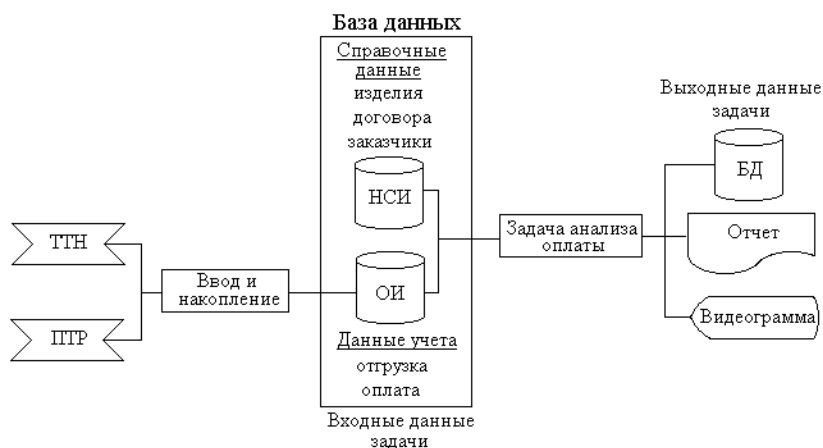 База данных
Справочные
данные
изделия
договора
заказчики
НСИ
ОИ
Данные учета
отгрузка
оплата
Входные данные
задачи
ТТН
ПТР
Ввод и
накопление
Задача анализа
оплаты
Выходные данные
задачи
БД
Отчет
Видеограмма